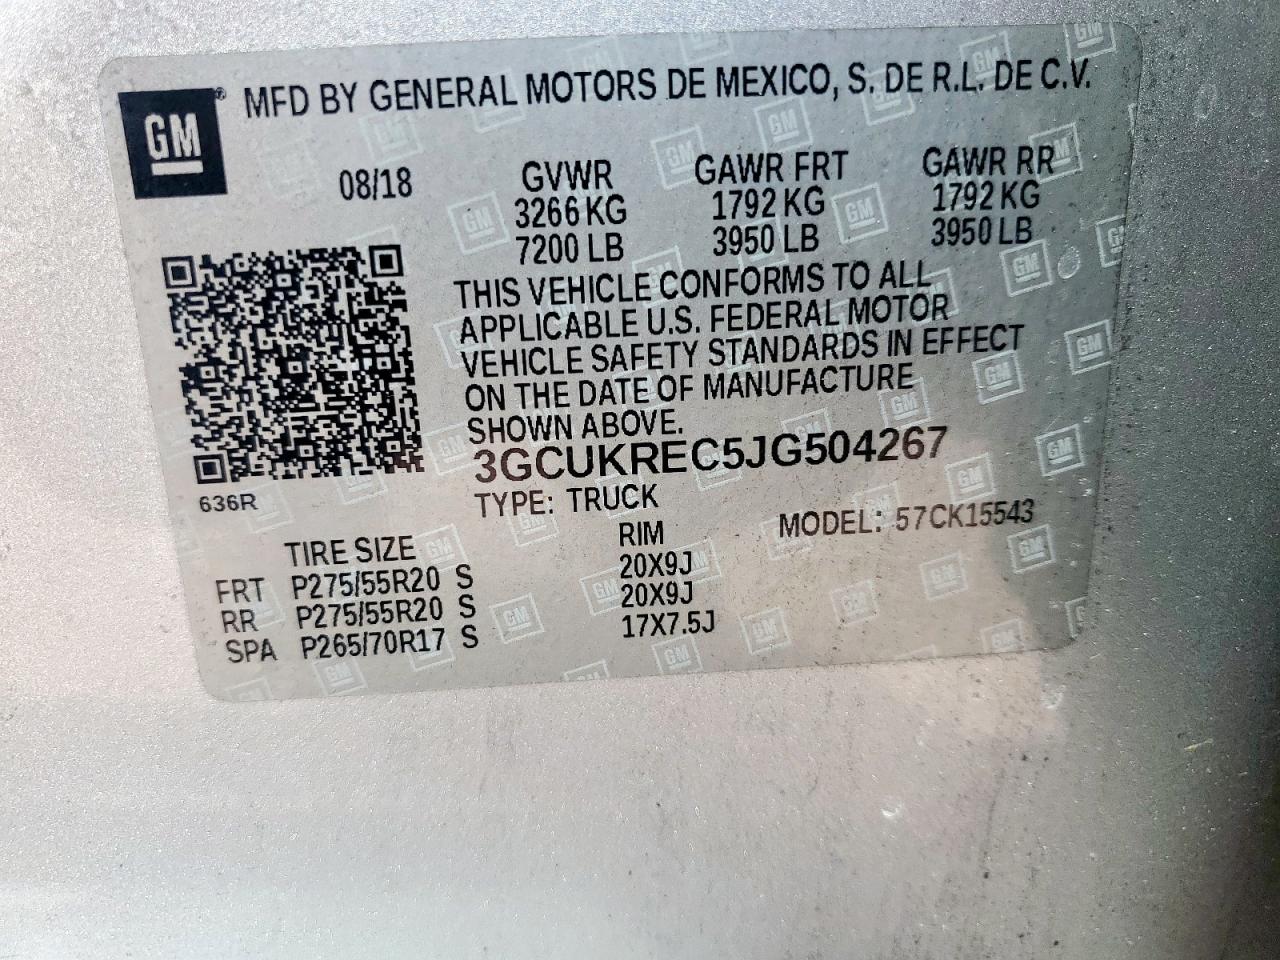 GM® MFD BY GENERAL MOTORS DE MEXICO, S. DE R.L. DE C.V.
08/18
GVWR
3266 KG
7200 LB
GAWR FRT
1792 KG
3950 LB
GAWR RR
1792 KG
3950 LB
THIS VEHICLE CONFORMS TO ALL
APPLICABLE U.S. FEDERAL MOTOR
VEHICLE SAFETY STANDARDS IN EFFECT
ON THE DATE OF MANUFACTURE
SHOWN ABOVE.
3GCUKREC5JG504267
636R
TYPE: TRUCK
MODEL: 57CK15543
TIRE SIZE RIM
FRT P275/55R20 S 20X9J
RR P275/55R20 S 20X9J
SPA P265/70R17 S 17X7.5J